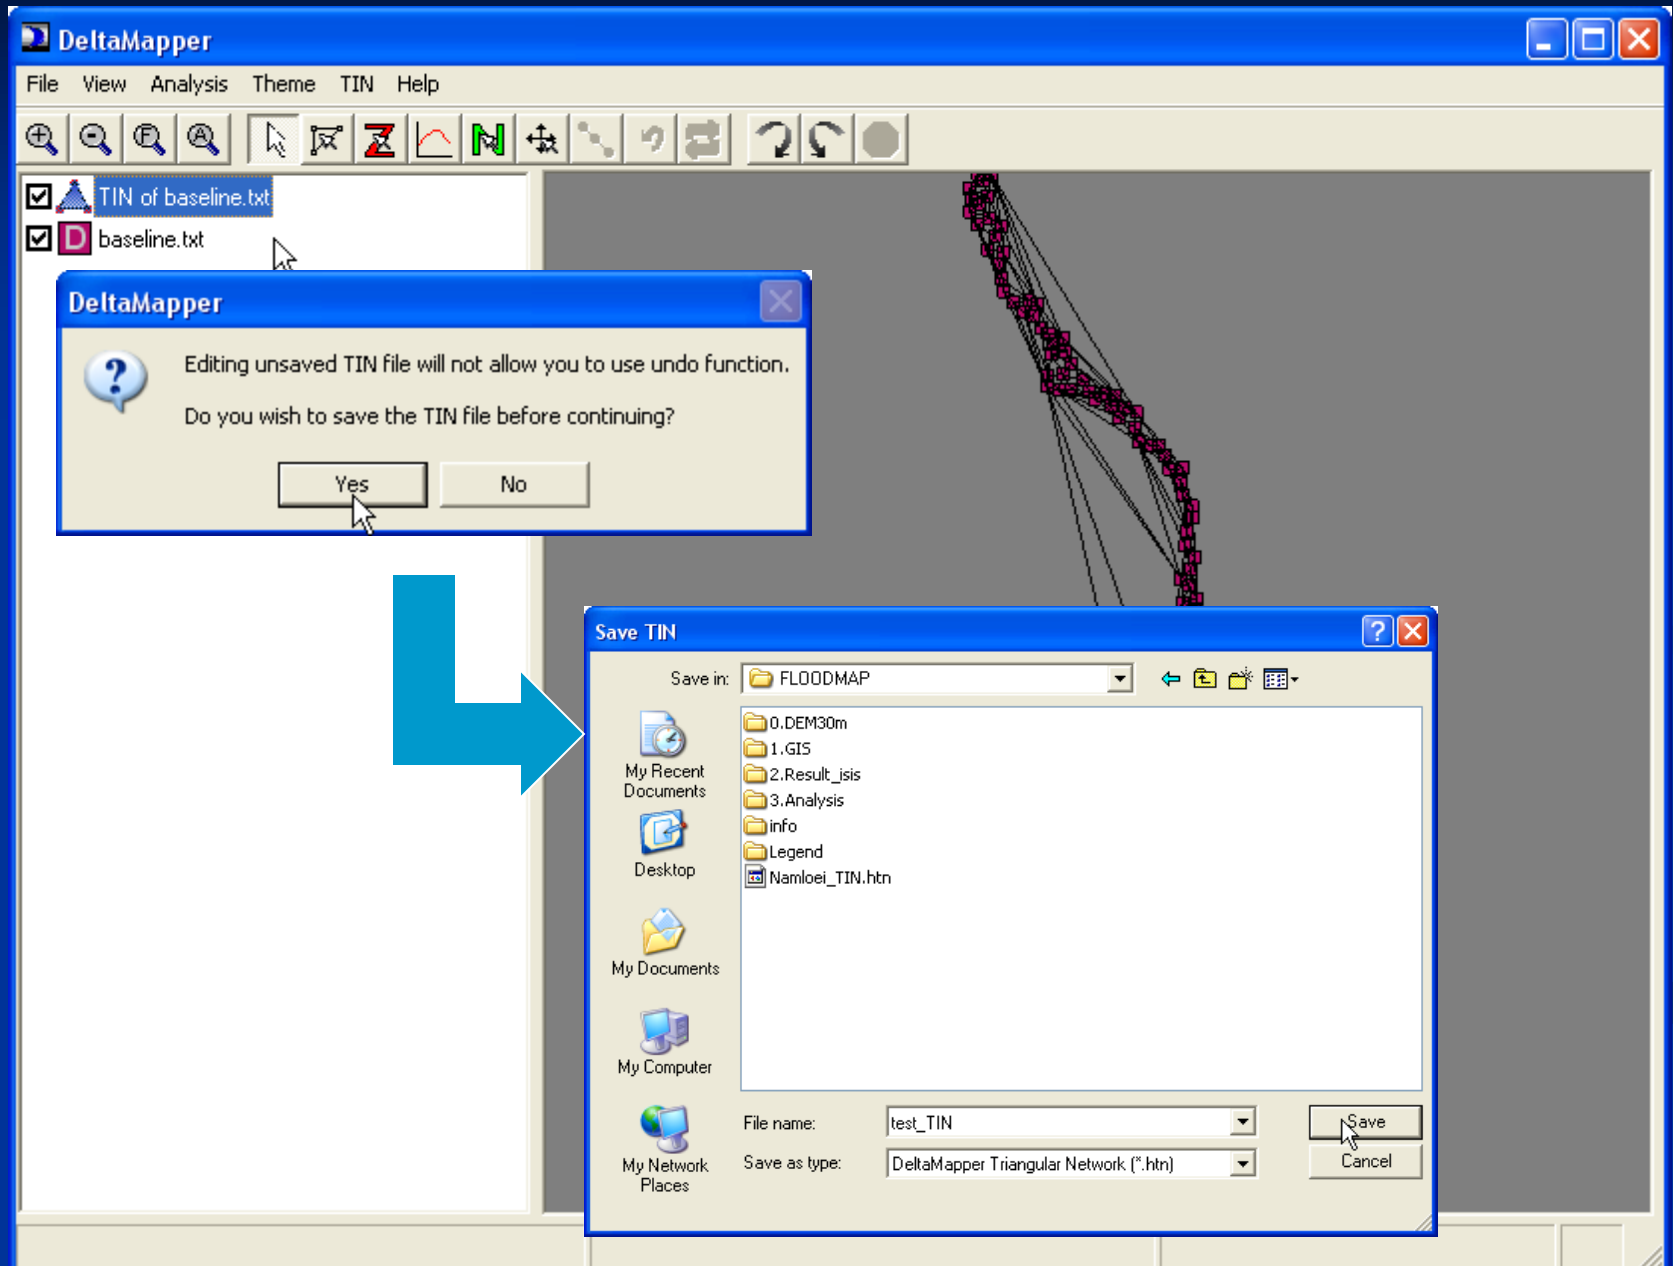 DeltaMapper
File View Analysis Theme TIN Help
F A
TIN of baseline.txt
D baseline.txt
DeltaMapper
Editing unsaved TIN file will not allow you to use undo function.
Do you wish to save the TIN file before continuing?
Yes No
Save TIN
Save in: FLOODMAP
0.DEM30m
1.GIS
2.Result_isis
3.Analysis
info
Legend
Namloei_TIN.htn
My Recent
Documents
Desktop
My Documents
My Computer
My Network
Places
File name: test_TIN Save
Save as type: DeltaMapper Triangular Network (*.htn) Cancel